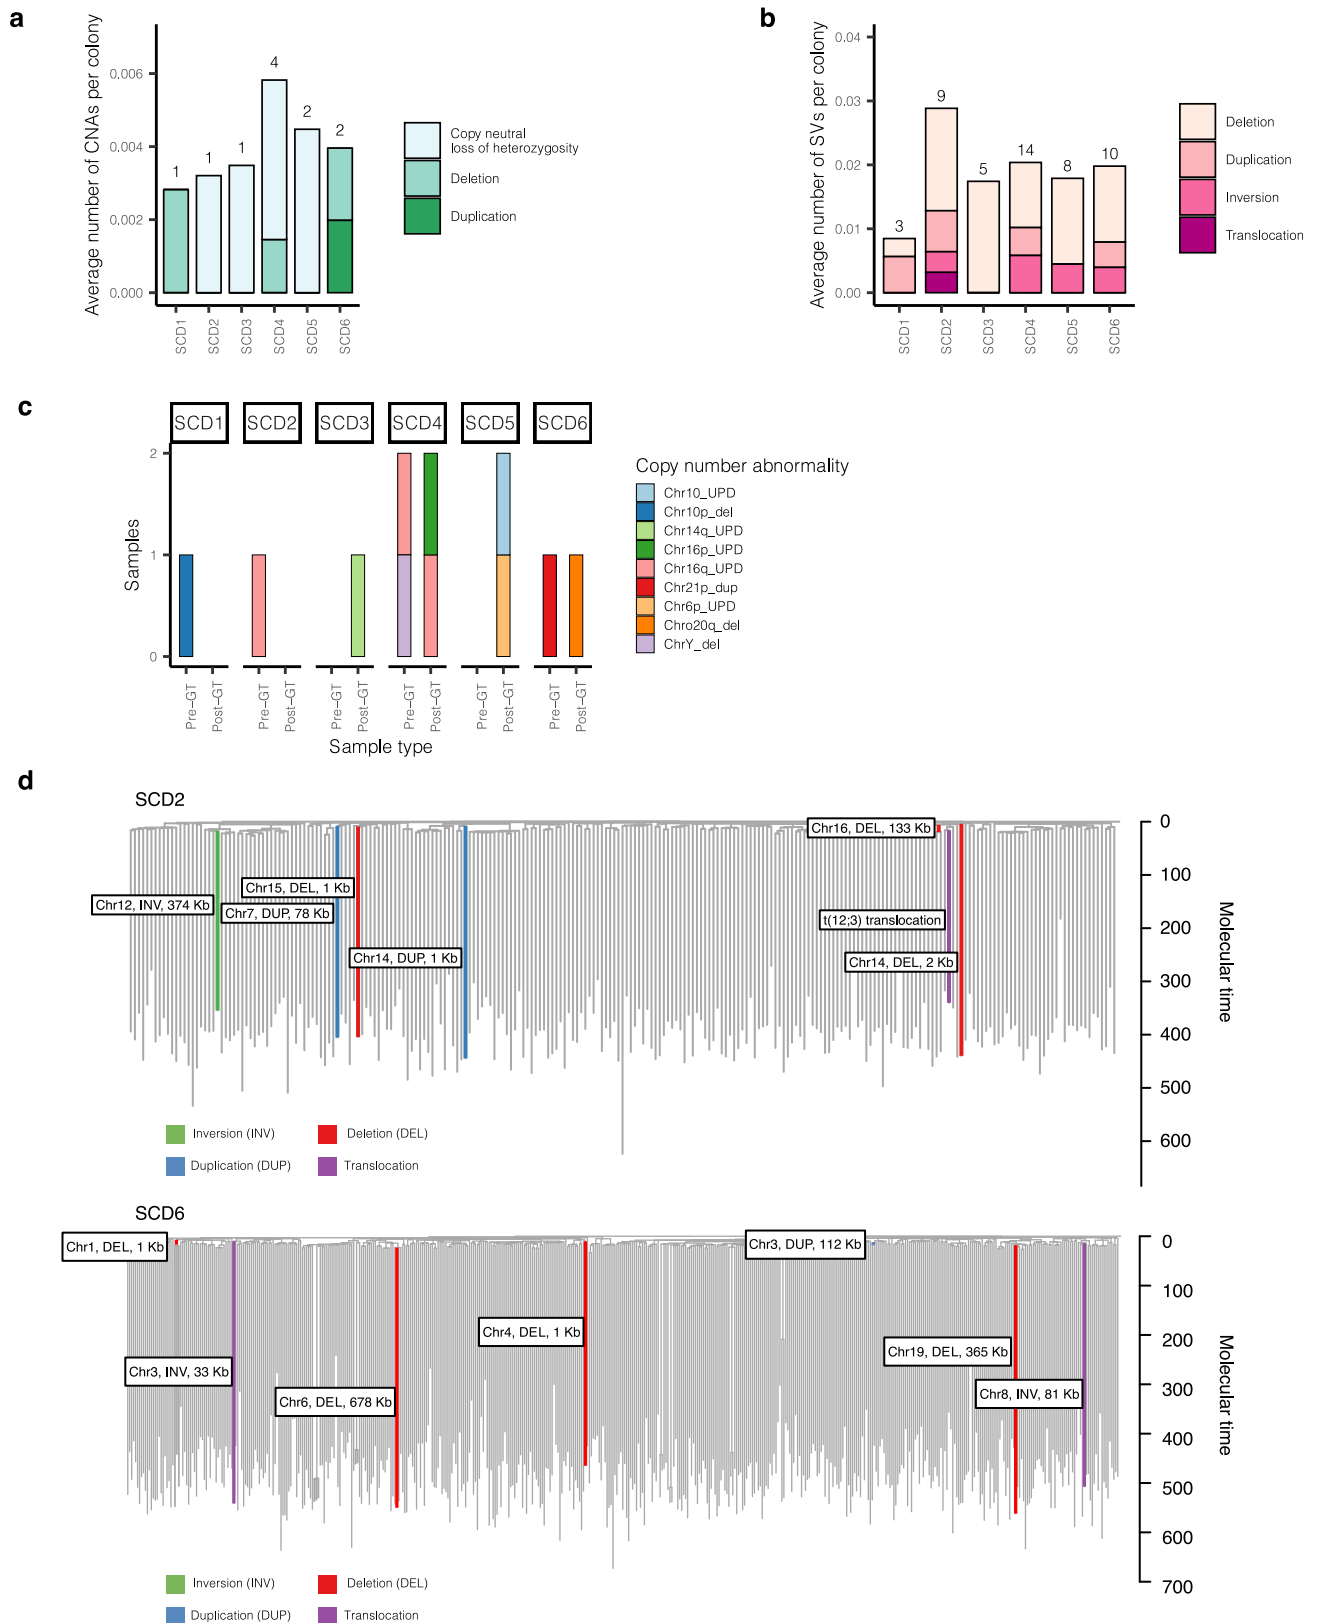 a
Average number of CNAs per colony
0.006
0.004
0.002
0.000
1
1
1
4
2
2
SCD1
SCD2
SCD3
SCD4
SCD5
SCD6
Copy neutral
loss of heterozygosity
Deletion
Duplication
b
Average number of SVs per colony
0.04
0.03
0.02
0.01
0.00
3
9
5
14
8
10
SCD1
SCD2
SCD3
SCD4
SCD5
SCD6
Deletion
Duplication
Inversion
Translocation
c
SCD1
SCD2
SCD3
SCD4
SCD5
SCD6
Samples
2
1
0
Pre-GT
Post-GT
Pre-GT
Post-GT
Pre-GT
Post-GT
Pre-GT
Post-GT
Pre-GT
Post-GT
Pre-GT
Post-GT
Sample type
Copy number abnormality
Chr10_UPD
Chr10p_del
Chr14q_UPD
Chr16p_UPD
Chr16q_UPD
Chr21p_dup
Chr6p_UPD
Chro20q_del
ChrY_del
d
SCD2
Chr16, DEL, 133 Kb
Chr15, DEL, 1 Kb
Chr12, INV, 374 Kb
Chr7, DUP, 78 Kb
t(12;3) translocation
Chr14, DUP, 1 Kb
Chr14, DEL, 2 Kb
0
100
200
300
400
500
600
Molecular time
Inversion (INV)
Deletion (DEL)
Duplication (DUP)
Translocation
SCD6
Chr1, DEL, 1 Kb
Chr3, DUP, 112 Kb
Chr4, DEL, 1 Kb
Chr19, DEL, 365 Kb
Chr3, INV, 33 Kb
Chr6, DEL, 678 Kb
Chr8, INV, 81 Kb
0
100
200
300
400
500
600
700
Molecular time
Inversion (INV)
Deletion (DEL)
Duplication (DUP)
Translocation